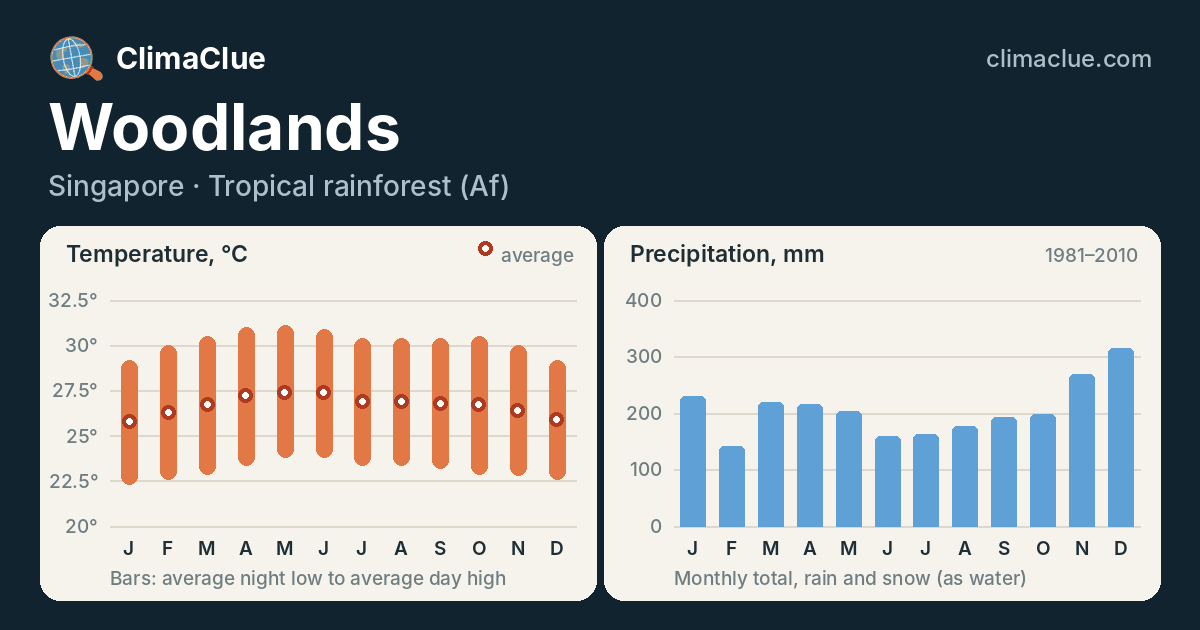 ClimaClue
climaclue.com
Woodlands
Singapore · Tropical rainforest (Af)
Temperature, °C
average
32.5°
30°
27.5°
25°
22.5°
20°
J F M A M J J A S O N D
Bars: average night low to average day high
Precipitation, mm
1981–2010
400
300
200
100
0
J F M A M J J A S O N D
Monthly total, rain and snow (as water)